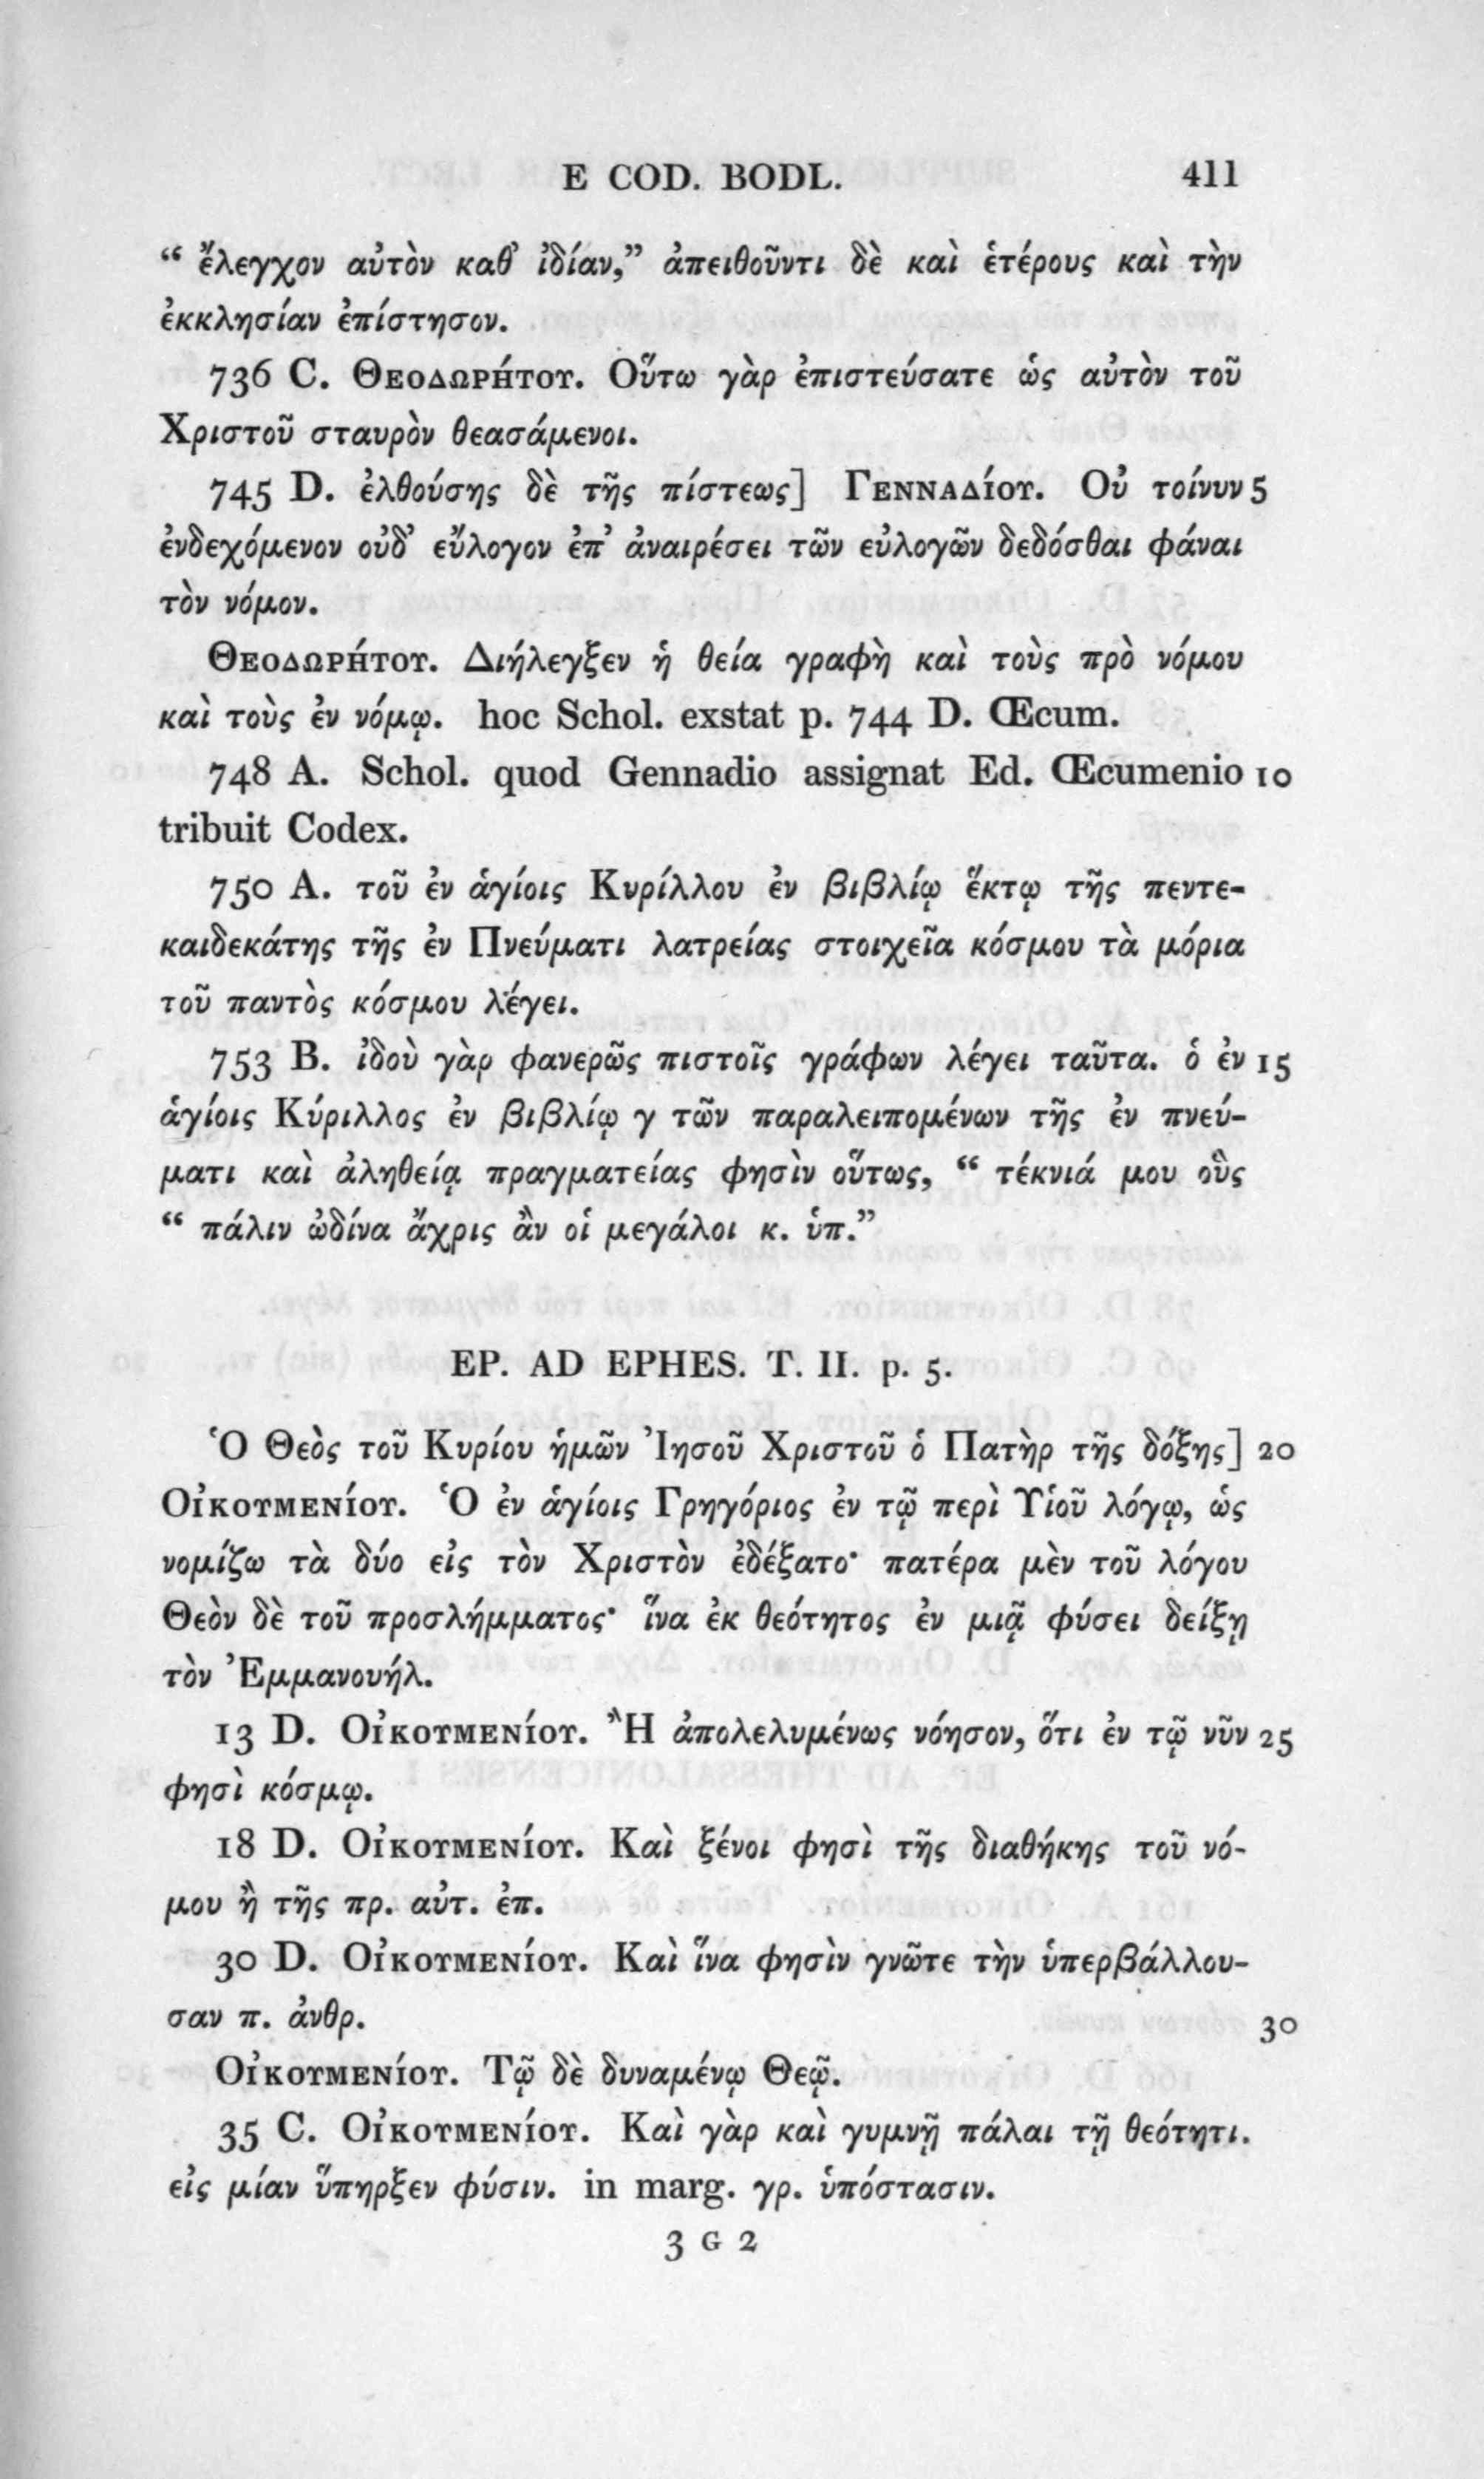 E COD. BODL. 411
“ ἔλεγχον αὐτὸν καθ’ ἰδίαν,” ἀπειθοῦντι δὲ καὶ ἑτέρους καὶ τὴν
ἐκκλησίαν ἐπίστησον.
736 C. ΘΕΟΔΩΡΉΤΟΥ. Οὕτω γὰρ ἐπιστεύσατε ὡς αὐτὸν τοῦ
Χριστοῦ σταυρὸν θεασάμενοι.
745 D. ἐλθούσης δὲ τῆς πίστεως] ΓΕΝΝΑΔΊΟΥ. Οὐ τοίνυν 5
ἐνδεχόμενον οὐδ’ εὔλογον ἐπ’ ἀναιρέσει τῶν εὐλογῶν δεδόσθαι φάναι
τὸν νόμον.
ΘΕΟΔΩΡΉΤΟΥ. Διήλεγξεν ἡ θεία γραφὴ καὶ τοὺς πρὸ νόμου
καὶ τοὺς ἐν νόμῳ. hoc Schol. exstat p. 744 D. Œcum.
748 A. Schol. quod Gennadio assignat Ed. Œcumenio 10
tribuit Codex.
750 A. τοῦ ἐν ἁγίοις Κυρίλλου ἐν βιβλίῳ ἕκτῳ τῆς πεντε-
καιδεκάτης τῆς ἐν Πνεύματι λατρείας στοιχεῖα κόσμου τὰ μόρια
τοῦ παντὸς κόσμου λέγει.
753 B. ἰδοὺ γὰρ φανερῶς πιστοῖς γράφων λέγει ταῦτα. ὁ ἐν 15
ἁγίοις Κύριλλος ἐν βιβλίῳ γ τῶν παραλειπομένων τῆς ἐν πνεύ-
ματι καὶ ἀληθείᾳ πραγματείας φησὶν οὕτως, “ τέκνιά μου οὓς
“ πάλιν ὠδίνα ἄχρις ἂν οἱ μεγάλοι κ. ὑπ.”
EP. AD EPHES. T. II. p. 5.
Ὁ Θεὸς τοῦ Κυρίου ἡμῶν Ἰησοῦ Χριστοῦ ὁ Πατὴρ τῆς δόξης] 20
ΟἸΚΟΥΜΕΝΊΟΥ. Ὁ ἐν ἁγίοις Γρηγόριος ἐν τῷ περὶ Υἱοῦ λόγῳ, ὡς
νομίζω τὰ δύο εἰς τὸν Χριστὸν ἐδέξατο· πατέρα μὲν τοῦ λόγου
Θεὸν δὲ τοῦ προσλήμματος· ἵνα ἐκ θεότητος ἐν μιᾷ φύσει δείξῃ
τὸν Ἐμμανουήλ.
13 D. ΟἸΚΟΥΜΕΝΊΟΥ. Ἢ ἀπολελυμένως νόησον, ὅτι ἐν τῷ νῦν 25
φησὶ κόσμῳ.
18 D. ΟἸΚΟΥΜΕΝΊΟΥ. Καὶ ξένοι φησὶ τῆς διαθήκης τοῦ νό-
μου ἢ τῆς πρ. αὐτ. ἐπ.
30 D. ΟἸΚΟΥΜΕΝΊΟΥ. Καὶ ἵνα φησὶν γνῶτε τὴν ὑπερβάλλου-
σαν π. ἀνθρ. 30
ΟἸΚΟΥΜΕΝΊΟΥ. Τῷ δὲ δυναμένῳ Θεῷ.
35 C. ΟἸΚΟΥΜΕΝΊΟΥ. Καὶ γὰρ καὶ γυμνῇ πάλαι τῇ θεότητι.
εἰς μίαν ὕπηρξεν φύσιν. in marg. γρ. ὑπόστασιν.
3 G 2